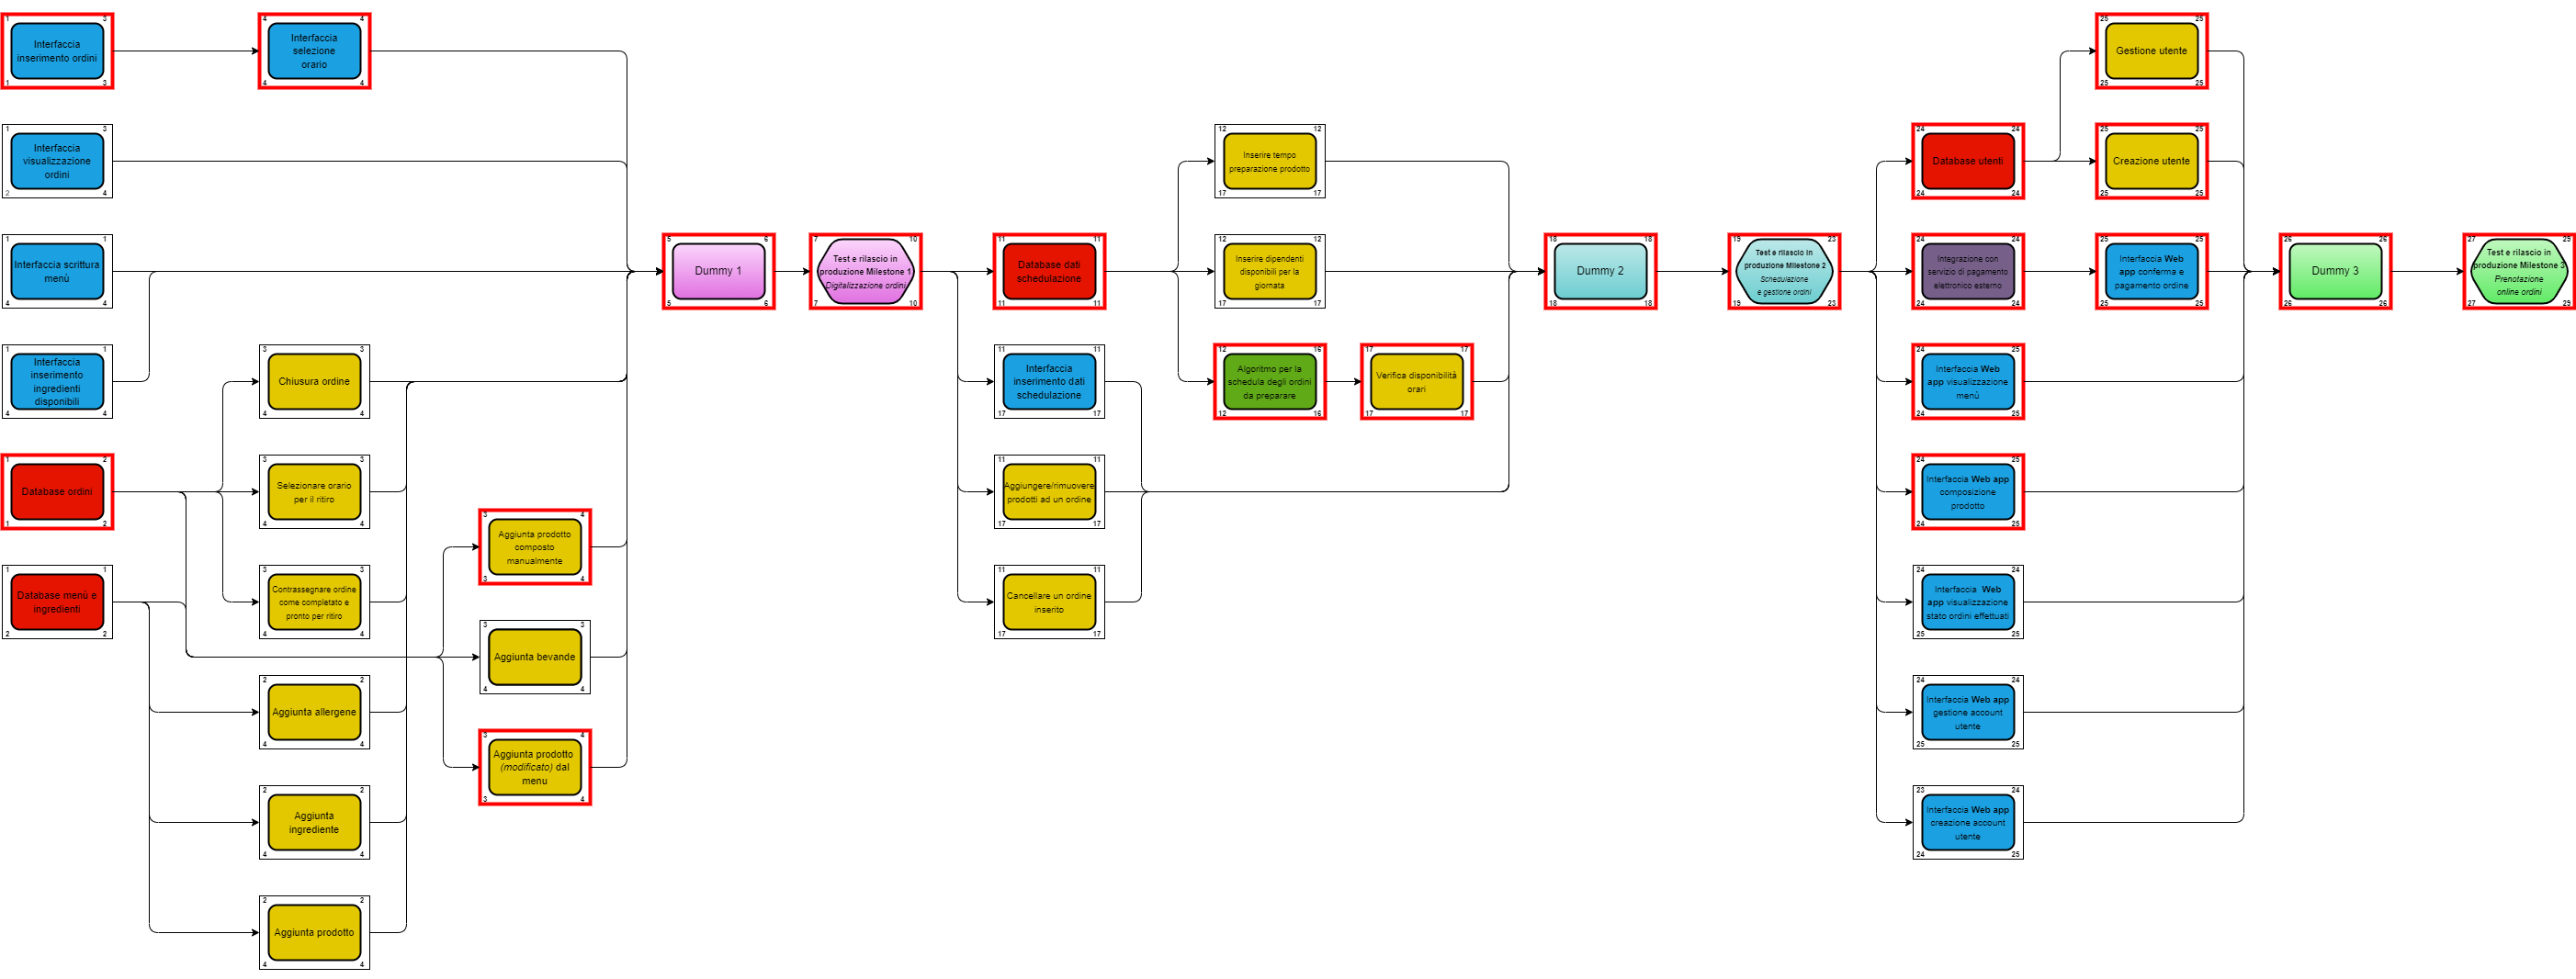 1 3
Interfaccia
inserimento ordini
1 3
4 4
Interfaccia
selezione
orario
4 4
1 3
Interfaccia
visualizzazione
ordini
2 4
1 1
Interfaccia scrittura
menù
4 4
1 1
Interfaccia
inserimento
ingredienti
disponibili
4 4
1 2
Database ordini
1 2
1 1
Database menù e
ingredienti
2 2
3 3
Chiusura ordine
4 4
3 3
Selezionare orario
per il ritiro
4 4
3 3
Contrassegnare ordine
come completato e
pronto per ritiro
4 4
2 2
Aggiunta allergene
4 4
2 2
Aggiunta
ingrediente
4 4
2 2
Aggiunta prodotto
4 4
3 4
Aggiunta prodotto
composto
manualmente
3 4
3 3
Aggiunta bevande
4 4
3 4
Aggiunta prodotto
(modificato) dal
menu
3 4
5 6
Dummy 1
5 6
7 10
Test e rilascio in
produzione Milestone 1
Digitalizzazione ordini
7 10
11 11
Database dati
schedulazione
11 11
11 11
Interfaccia
inserimento dati
schedulazione
17 17
11 11
Aggiungere/rimuovere
prodotti ad un ordine
17 17
11 11
Cancellare un ordine
inserito
17 17
12 12
Inserire tempo
preparazione prodotto
17 17
12 12
Inserire dipendenti
disponibili per la
giornata
17 17
12 16
Algoritmo per la
schedula degli ordini
da preparare
12 16
17 17
Verifica disponibilità
orari
17 17
18 18
Dummy 2
18 18
19 23
Test e rilascio in
produzione Milestone 2
Schedulazione
e gestione ordini
19 23
24 24
Database utenti
24 24
25 25
Gestione utente
25 25
25 25
Creazione utente
25 25
24 24
Integrazione con
servizio di pagamento
elettronico esterno
24 24
25 25
Interfaccia Web
app conferma e
pagamento ordine
25 25
24 25
Interfaccia Web
app visualizzazione
menù
24 25
24 25
Interfaccia Web app
composizione
prodotto
24 25
24 24
Interfaccia Web
app visualizzazione
stato ordini effettuati
25 25
24 24
Interfaccia Web app
gestione account
utente
25 25
23 24
Interfaccia Web app
creazione account
utente
24 25
26 26
Dummy 3
26 26
27 29
Test e rilascio in
produzione Milestone 3
Prenotazione
online ordini
27 29